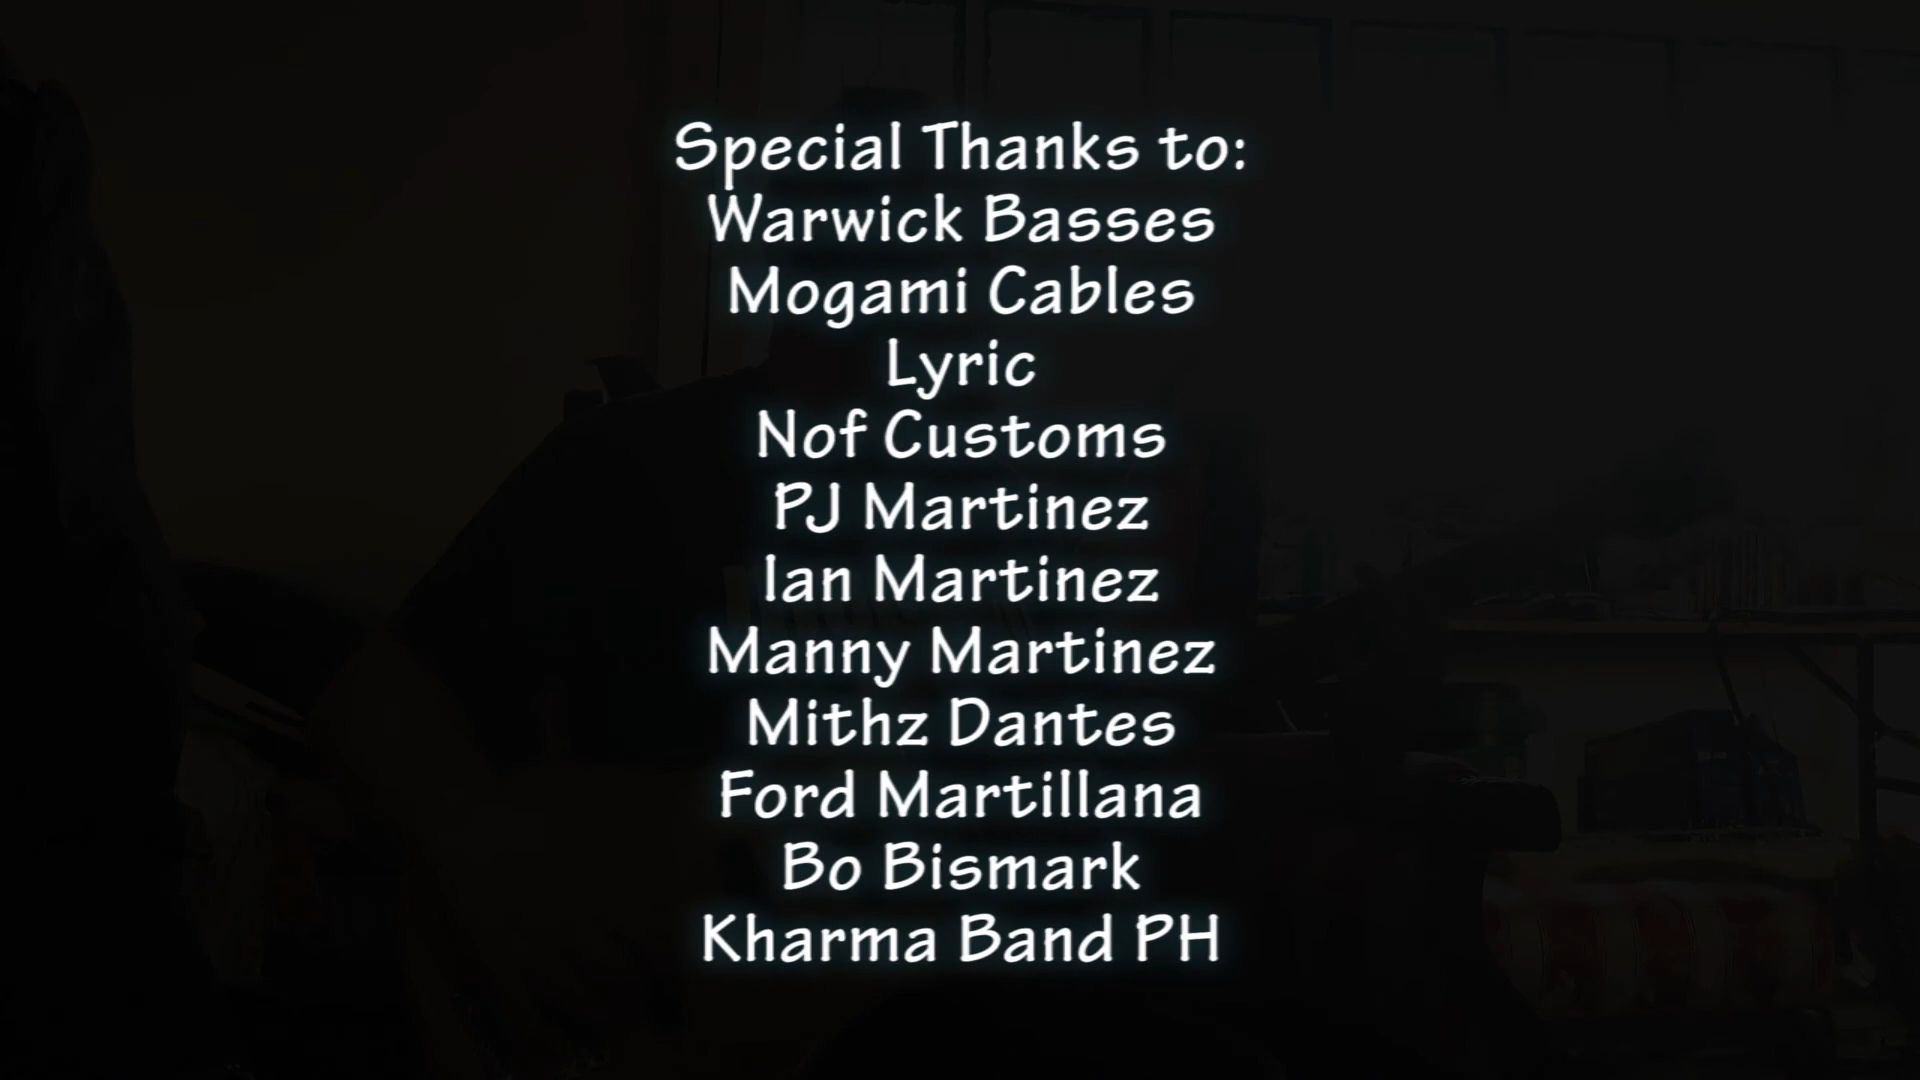 Special Thanks to:
Warwick Basses
Mogami Cables
Lyric
Nof Customs
PJ Martinez
Ian Martinez
Manny Martinez
Mithz Dantes
Ford Martillana
Bo Bismark
Kharma Band PH